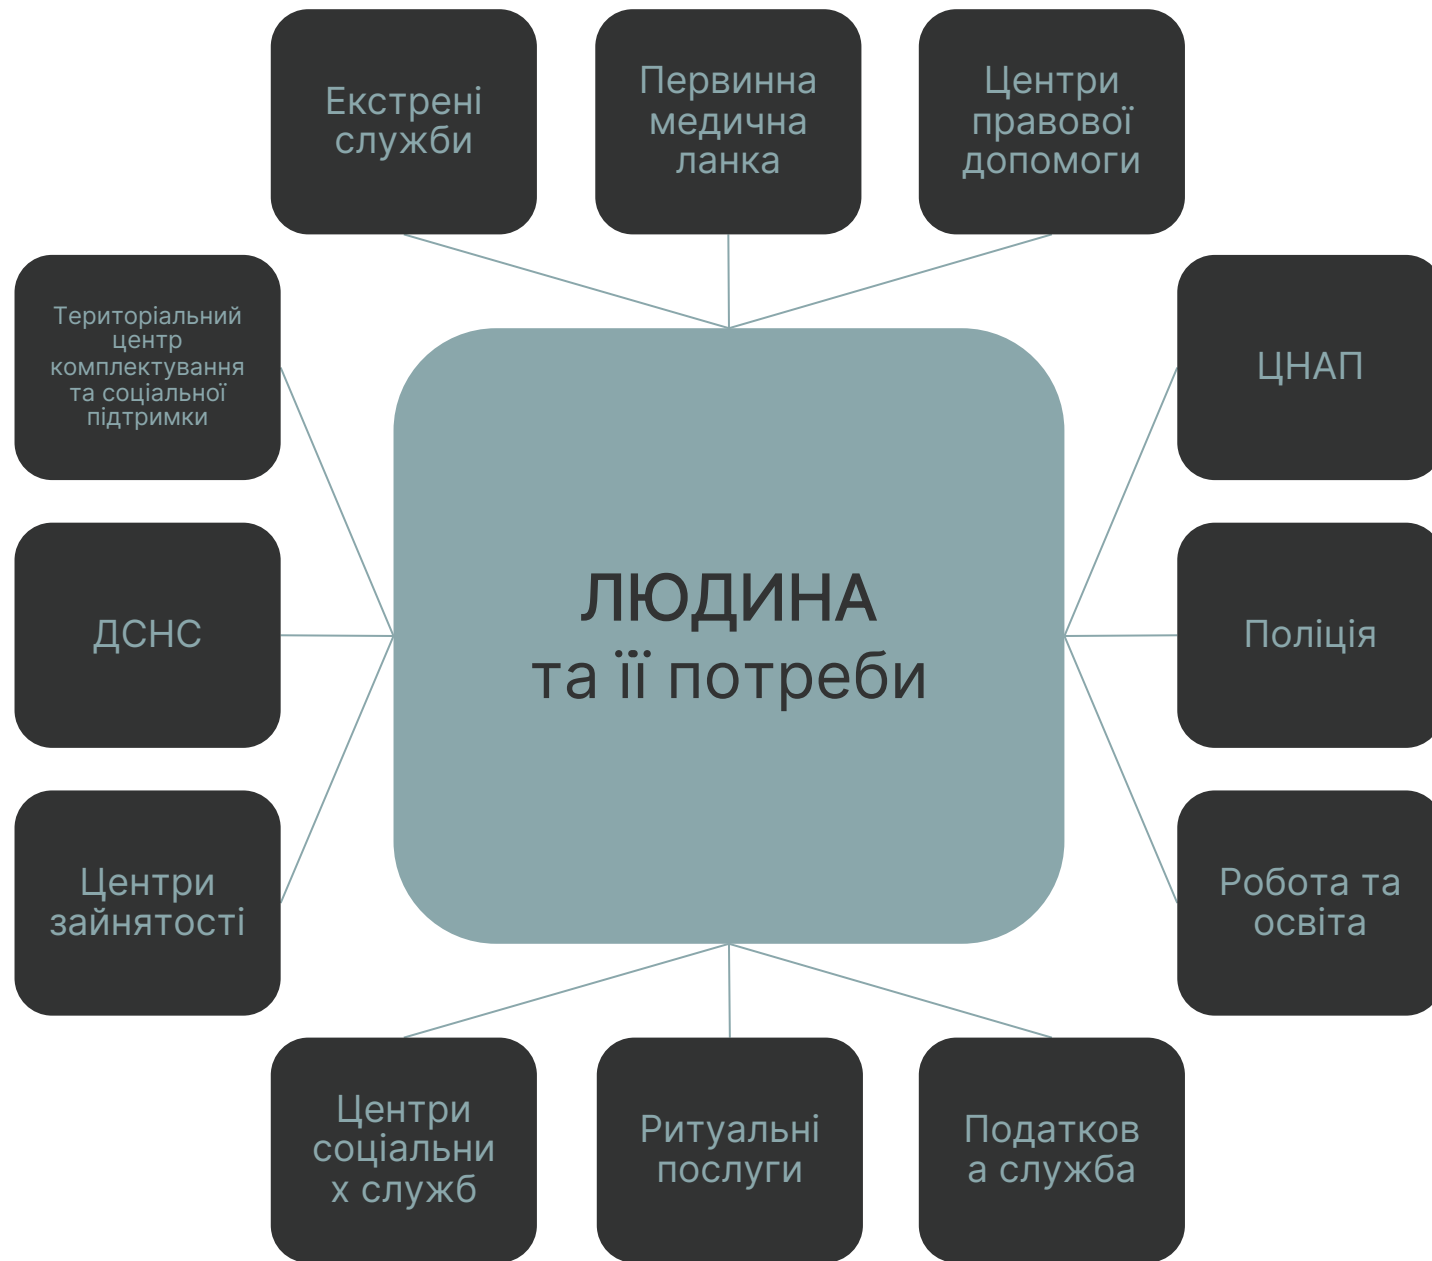 Екстрені
служби
Первинна
медична
ланка
Центри
правової
допомоги
Територіальний
центр
комплектування
та соціальної
підтримки
ЦНАП
ЛЮДИНА
та її потреби
ДСНС
Поліція
Центри
зайнятості
Робота та
освіта
Центри
соціальни
х служб
Ритуальні
послуги
Податков
а служба